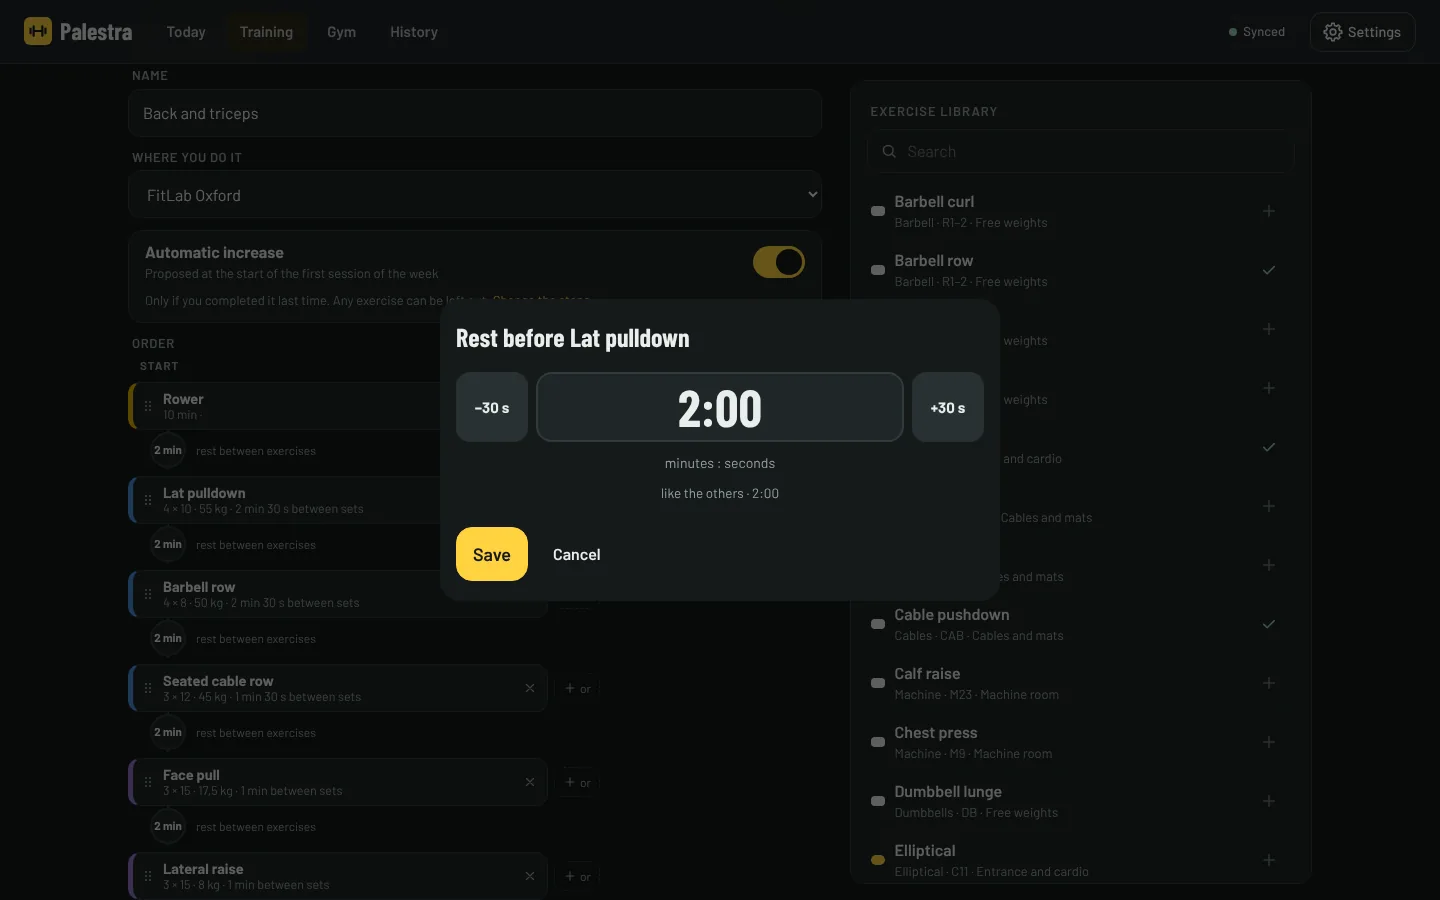 Palestra
Today
Training
Gym
History
Synced
Settings
NAME
Back and triceps
WHERE YOU DO IT
FitLab Oxford
Automatic increase
Proposed at the start of the first session of the week
Only if you completed it last time. Any exercise can be left out. Change the steps
ORDER
START
Rower
10 min ·
2 min
rest between exercises
Lat pulldown
4 × 10 · 55 kg · 2 min 30 s between sets
2 min
rest between exercises
Barbell row
4 × 8 · 50 kg · 2 min 30 s between sets
2 min
rest between exercises
Seated cable row
3 × 12 · 45 kg · 1 min 30 s between sets
+ or
2 min
rest between exercises
Face pull
3 × 15 · 17,5 kg · 1 min between sets
+ or
2 min
rest between exercises
Lateral raise
3 × 15 · 8 kg · 1 min between sets
+ or
Rest before Lat pulldown
−30 s
2:00
+30 s
minutes : seconds
like the others · 2:00
Save
Cancel
EXERCISE LIBRARY
Search
Barbell curl
Barbell · R1–2 · Free weights
Barbell row
Barbell · R1–2 · Free weights
weights
weights
and cardio
Cables and mats
es and mats
Cable pushdown
Cables · CAB · Cables and mats
Calf raise
Machine · M23 · Machine room
Chest press
Machine · M9 · Machine room
Dumbbell lunge
Dumbbells · DB · Free weights
Elliptical
Elliptical · C11 · Entrance and cardio